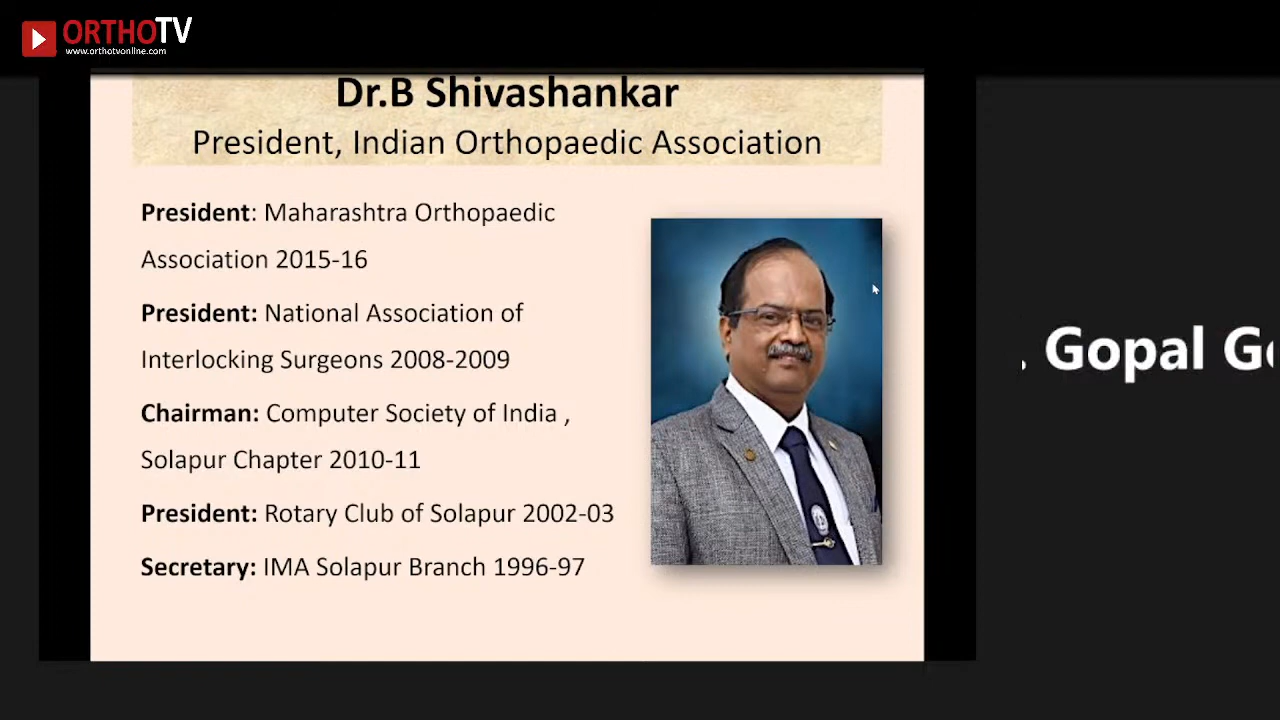 ORTHOTV
www.orthotvonline.com
Dr.B Shivashankar
President, Indian Orthopaedic Association
President: Maharashtra Orthopaedic
Association 2015-16
President: National Association of
Interlocking Surgeons 2008-2009
Chairman: Computer Society of India ,
Solapur Chapter 2010-11
President: Rotary Club of Solapur 2002-03
Secretary: IMA Solapur Branch 1996-97
. Gopal